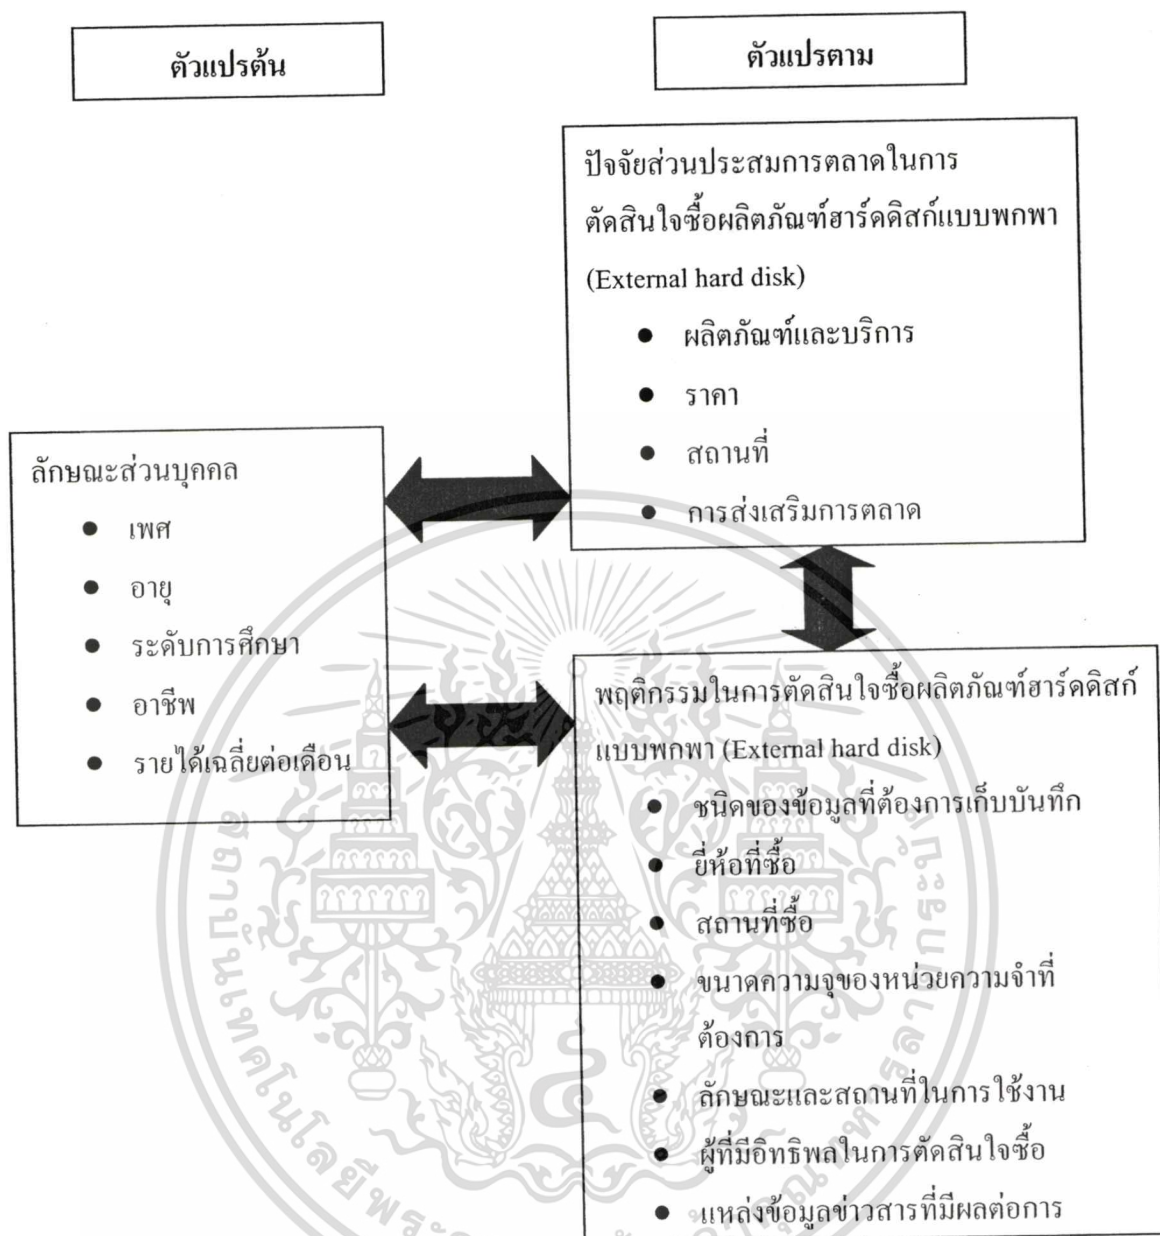 ตัวแปรต้น
ตัวแปรตาม
ปัจจัยส่วนประสมการตลาดในการ
ตัดสินใจซื้อผลิตภัณฑ์ฮาร์ดดิสก์แบบพกพา
(External hard disk)
● ผลิตภัณฑ์และบริการ
● ราคา
● สถานที่
● การส่งเสริมการตลาด
ลักษณะส่วนบุคคล
● เพศ
● อายุ
● ระดับการศึกษา
● อาชีพ
● รายได้เฉลี่ยต่อเดือน
พฤติกรรมในการตัดสินใจซื้อผลิตภัณฑ์ฮาร์ดดิสก์
แบบพกพา (External hard disk)
● ชนิดของข้อมูลที่ต้องการเก็บบันทึก
● ยี่ห้อที่ซื้อ
● สถานที่ซื้อ
● ขนาดความจุของหน่วยความจำที่
ต้องการ
● ลักษณะและสถานที่ในการใช้งาน
● ผู้ที่มีอิทธิพลในการตัดสินใจซื้อ
● แหล่งข้อมูลข่าวสารที่มีผลต่อการ